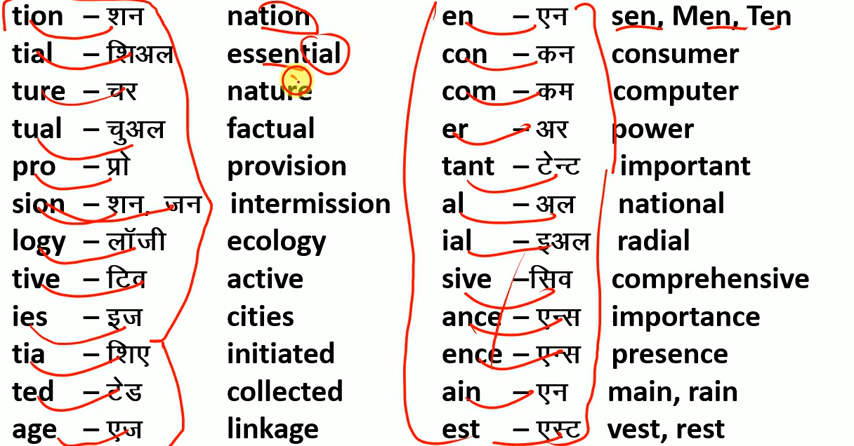 tion – शन nation en – एन sen, Men, Ten
tial – शिअल essential con – कन consumer
ture – चर nature com – कम computer
tual – चुअल factual er – अर power
pro – प्रो provision tant – टेन्ट important
sion – शन, जन intermission al – अल national
logy – लॉजी ecology ial – इअल radial
tive – टिव active sive –सिव comprehensive
ies – इज cities ance – एन्स importance
tia – शिए initiated ence – एन्स presence
ted – टेड collected ain – एन main, rain
age – एज linkage est – एस्ट vest, rest